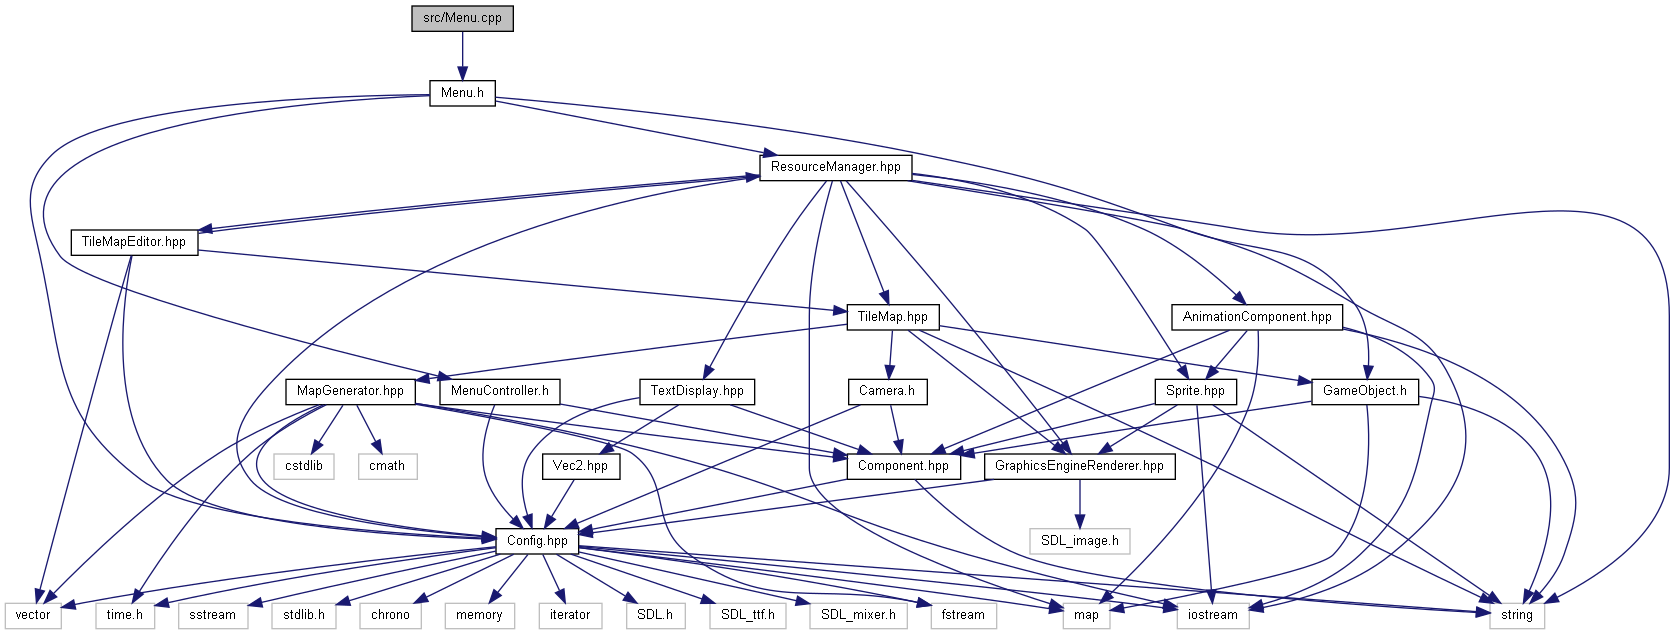 src/Menu.cpp
Menu.h
ResourceManager.hpp
TileMapEditor.hpp
TileMap.hpp
AnimationComponent.hpp
MapGenerator.hpp
MenuController.h
TextDisplay.hpp
Camera.h
Sprite.hpp
GameObject.h
cstdlib
cmath
Vec2.hpp
Component.hpp
GraphicsEngineRenderer.hpp
Config.hpp
SDL_image.h
vector
time.h
sstream
stdlib.h
chrono
memory
iterator
SDL.h
SDL_ttf.h
SDL_mixer.h
fstream
map
iostream
string